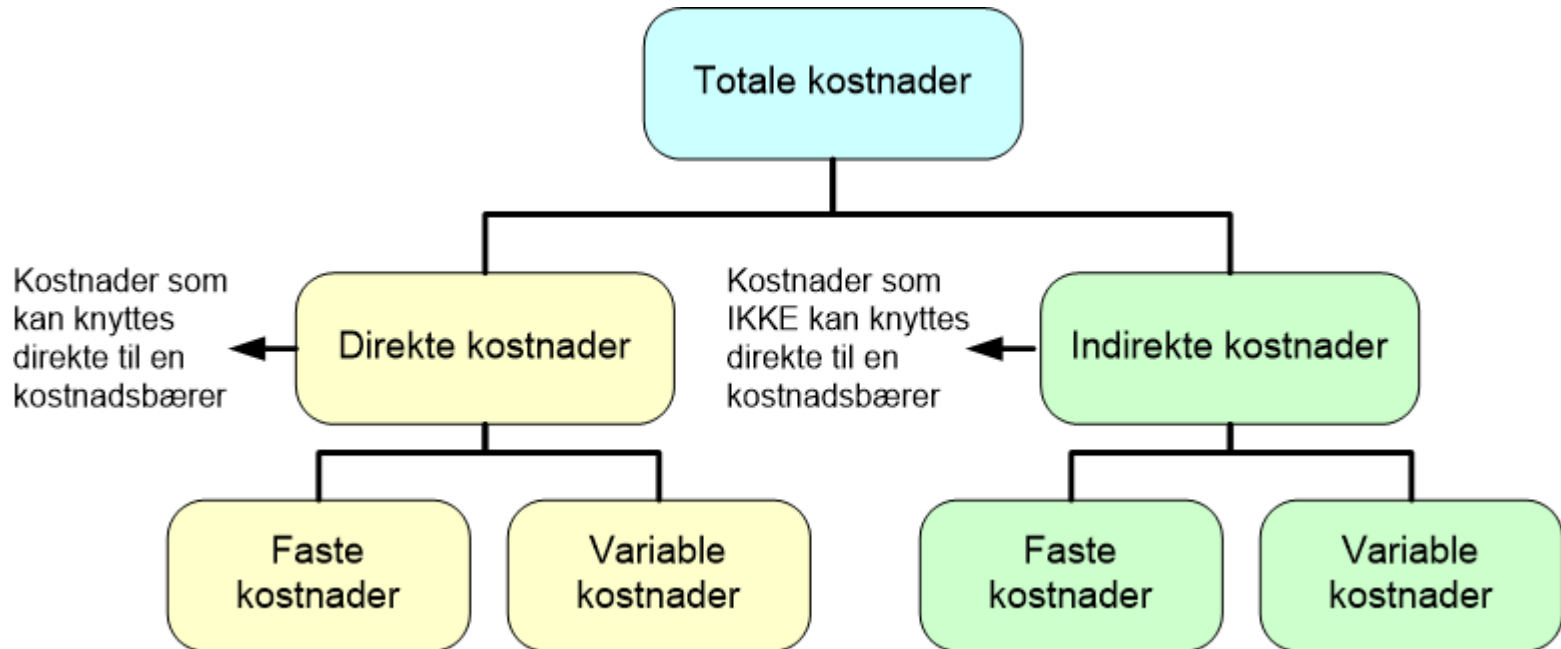 Totale kostnader
Kostnader som
kan knyttes
direkte til en
kostnadsbærer
Direkte kostnader
Kostnader som
IKKE kan knyttes
direkte til en
kostnadsbærer
Indirekte kostnader
Faste
kostnader
Variable
kostnader
Faste
kostnader
Variable
kostnader